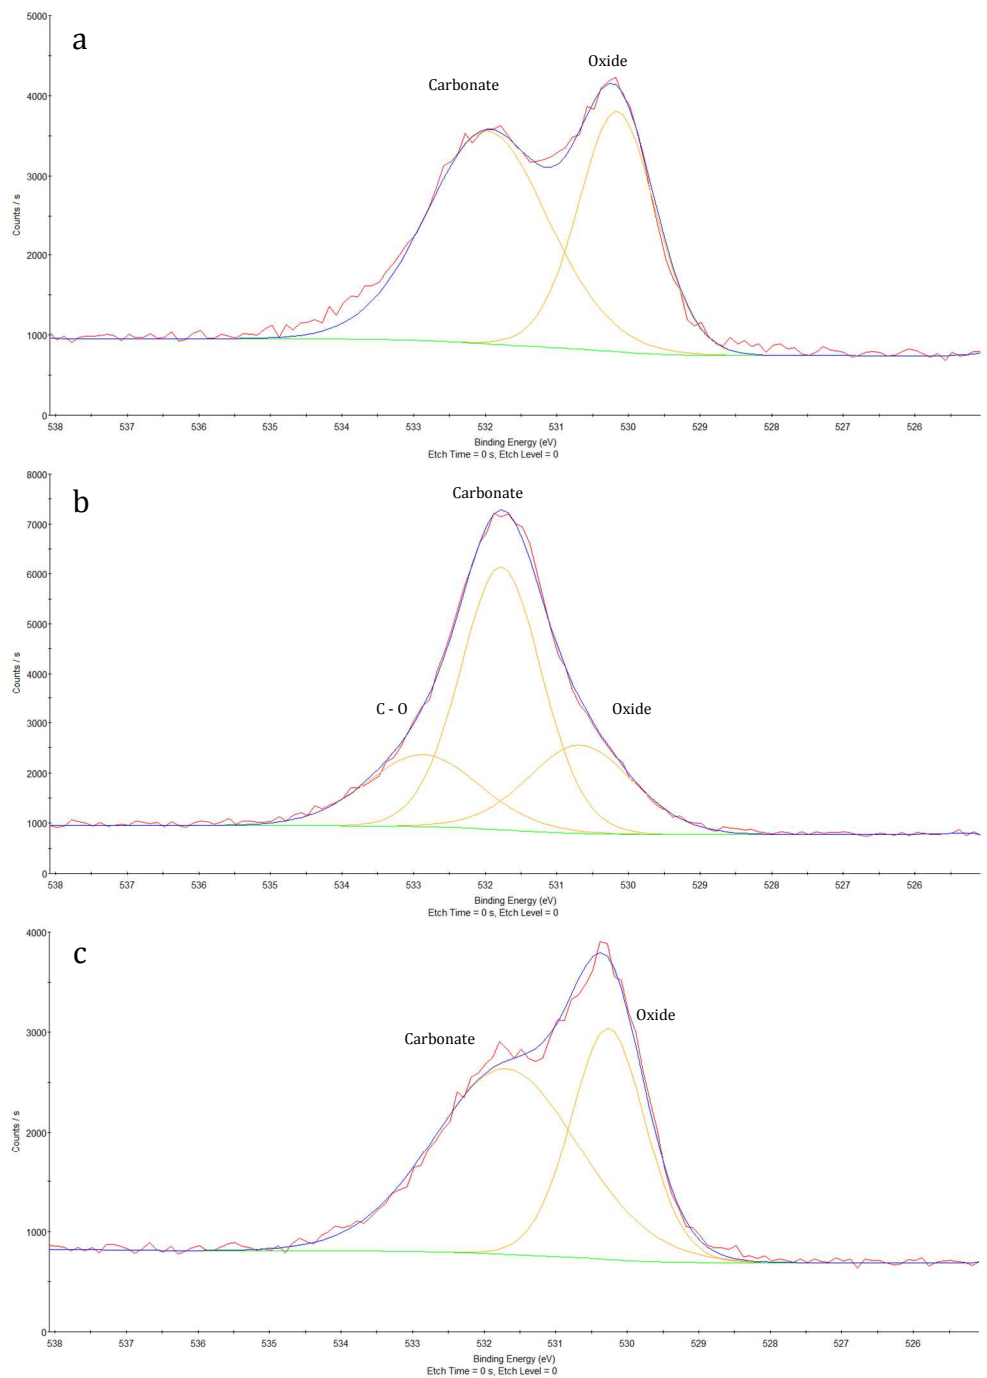 a
Oxide
Carbonate
5000
4000
3000
2000
1000
0
Counts / s
538 537 536 535 534 533 532 531 530 529 528 527 526
Binding Energy (eV)
Etch Time = 0 s, Etch Level = 0
b
Carbonate
C - O
Oxide
8000
7000
6000
5000
4000
3000
2000
1000
0
Counts / s
538 537 536 535 534 533 532 531 530 529 528 527 526
Binding Energy (eV)
Etch Time = 0 s, Etch Level = 0
c
Oxide
Carbonate
4000
3000
2000
1000
0
Counts / s
538 537 536 535 534 533 532 531 530 529 528 527 526
Binding Energy (eV)
Etch Time = 0 s, Etch Level = 0